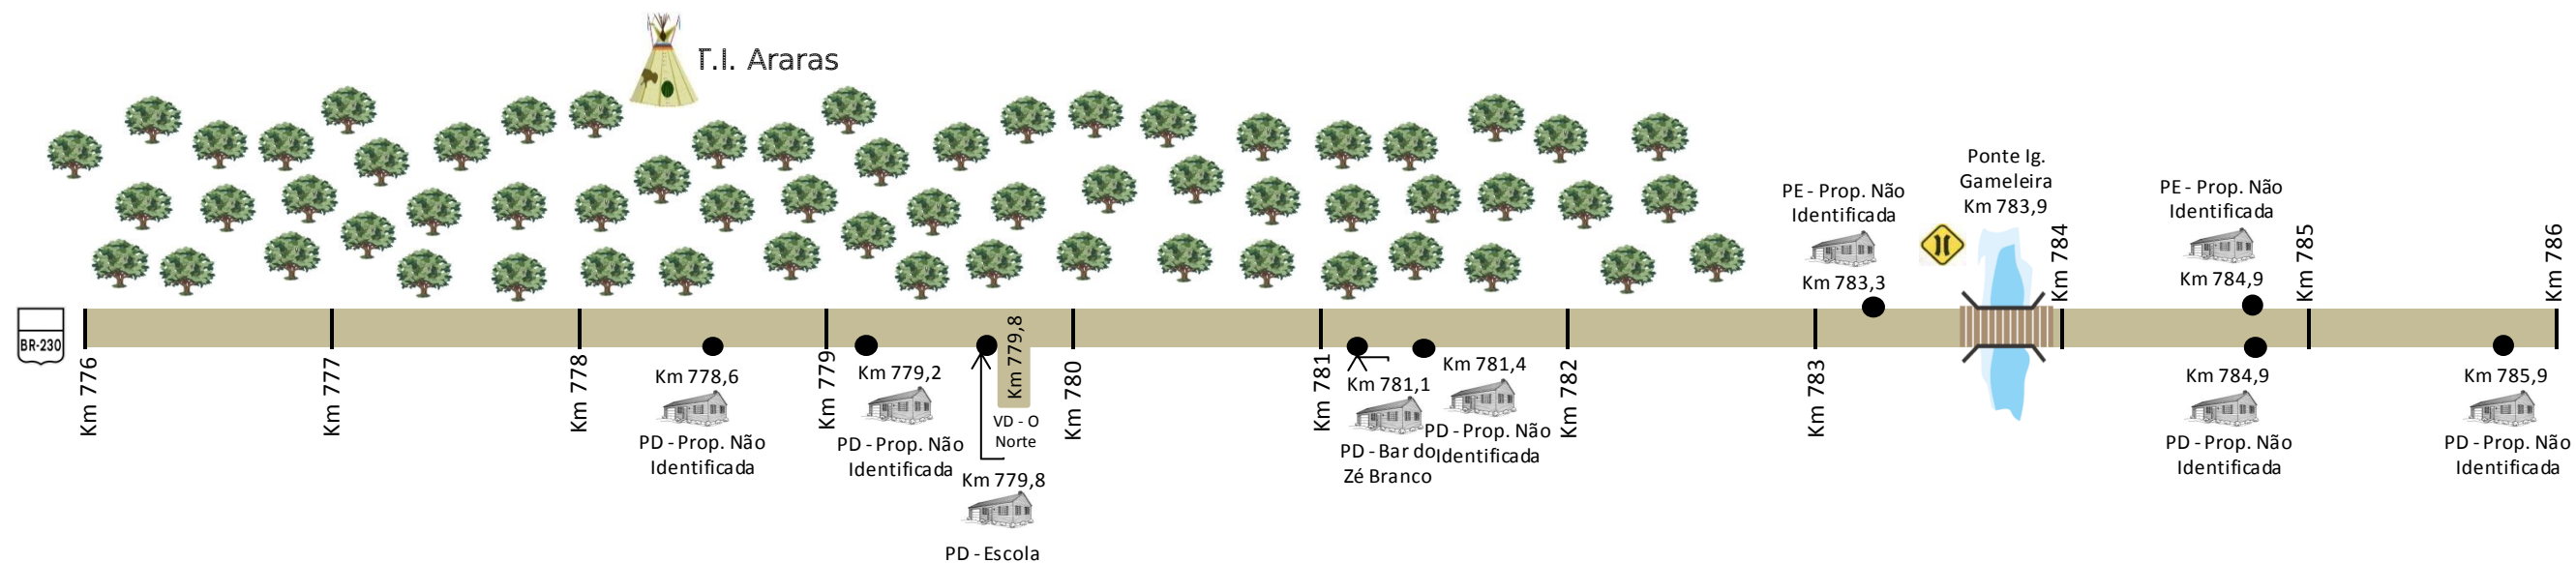 T.I. Araras
Ponte Ig.
Gameleira
Km 783,9
PE - Prop. Não
Identificada
Km 783,3
PE - Prop. Não
Identificada
Km 784,9
Km 784
Km 785
Km 786
BR-230
Km 776
Km 777
Km 778
Km 779
Km 779,8
Km 780
Km 781
Km 782
Km 783
Km 778,6
PD - Prop. Não
Identificada
Km 779,2
PD - Prop. Não
Identificada
VD - O
Norte
Km 779,8
PD - Escola
Km 781,1
PD - Bar do
Zé Branco
Km 781,4
PD - Prop. Não
Identificada
Km 784,9
PD - Prop. Não
Identificada
Km 785,9
PD - Prop. Não
Identificada